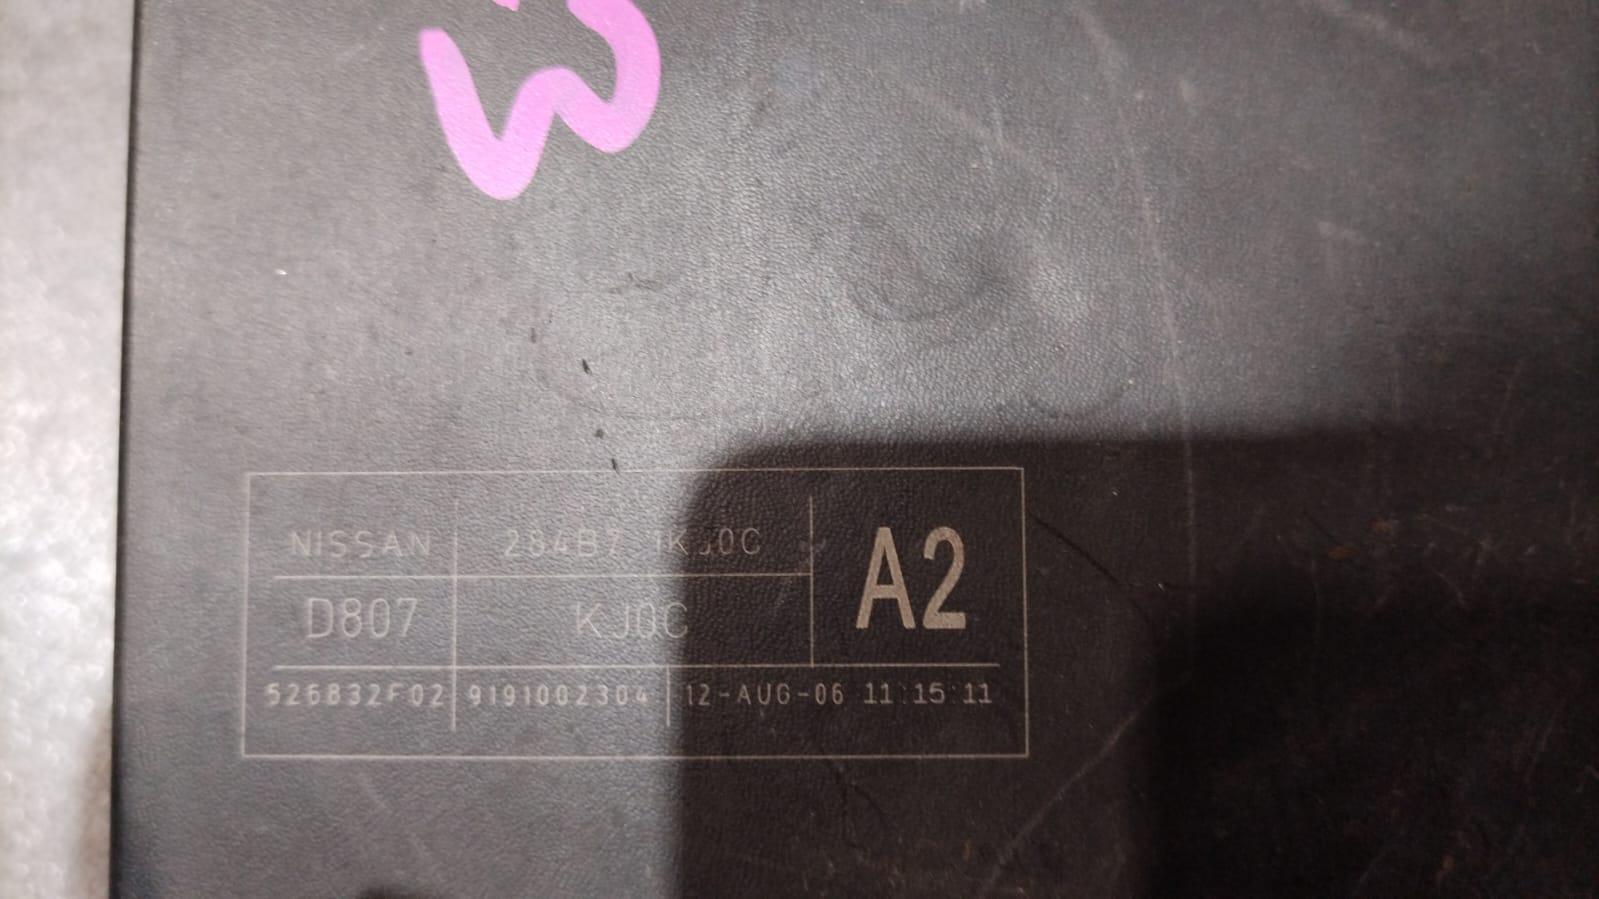 NISSAN 284B7 1KJ0C
A2
D807 KJ0C
526832F02 9191002304 12-AUG-06 11:15:11